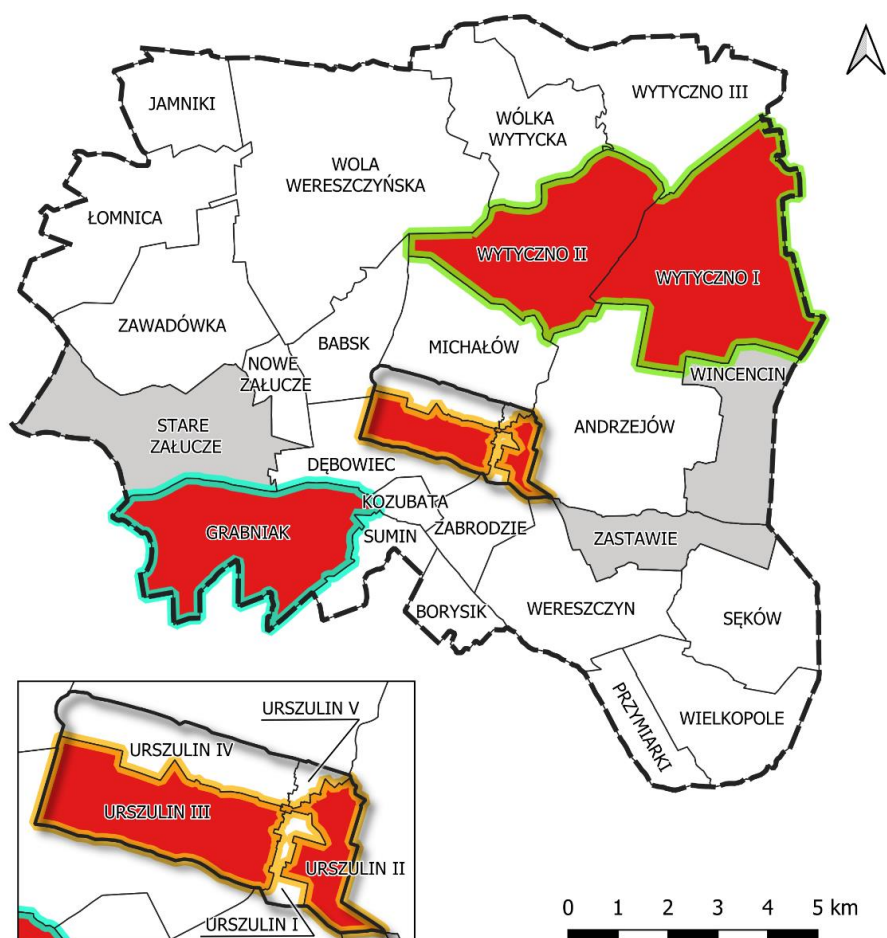 JAMNIKI
WYTYCZNO III
WÓLKA
WYTYCKA
WOLA
WERESZCZYŃSKA
ŁOMNICA
WYTYCZNO II
WYTYCZNO I
ZAWADÓWKA
BABSK
MICHAŁÓW
NOWE
ZAŁUCZE
WINCENCIN
STARE
ZAŁUCZE
ANDRZEJÓW
DĘBOWIEC
KOZUBATA
GRABNIAK
SUMIN
ZABRODZIE
ZASTAWIE
BORYSIK
WERESZCZYN
SĘKÓW
PRZYMIARKI
WIELKOPOLE
URSZULIN V
URSZULIN IV
URSZULIN III
URSZULIN II
URSZULIN I
0 1 2 3 4 5 km